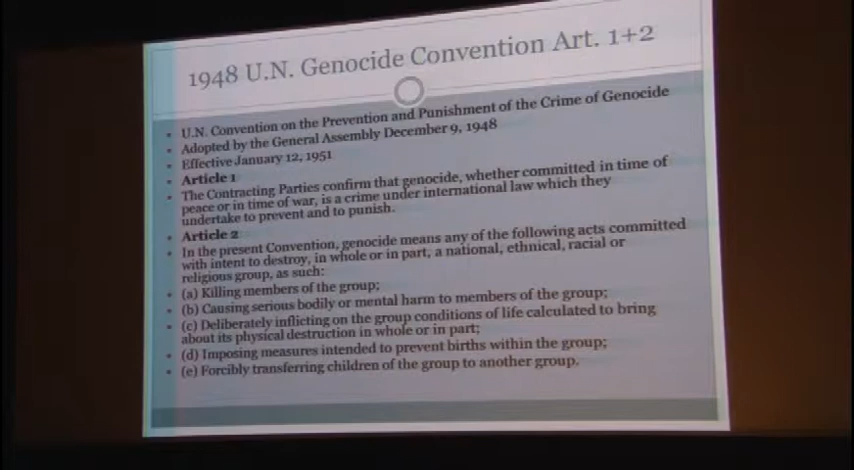 1948 U.N. Genocide Convention Art. 1+2
• U.N. Convention on the Prevention and Punishment of the Crime of Genocide
• Adopted by the General Assembly December 9, 1948
• Effective January 12, 1951
• Article 1
• The Contracting Parties confirm that genocide, whether committed in time of
peace or in time of war, is a crime under international law which they
undertake to prevent and to punish.
• Article 2
• In the present Convention, genocide means any of the following acts committed
with intent to destroy, in whole or in part, a national, ethnical, racial or
religious group, as such:
• (a) Killing members of the group;
• (b) Causing serious bodily or mental harm to members of the group;
• (c) Deliberately inflicting on the group conditions of life calculated to bring
about its physical destruction in whole or in part;
• (d) Imposing measures intended to prevent births within the group;
• (e) Forcibly transferring children of the group to another group.